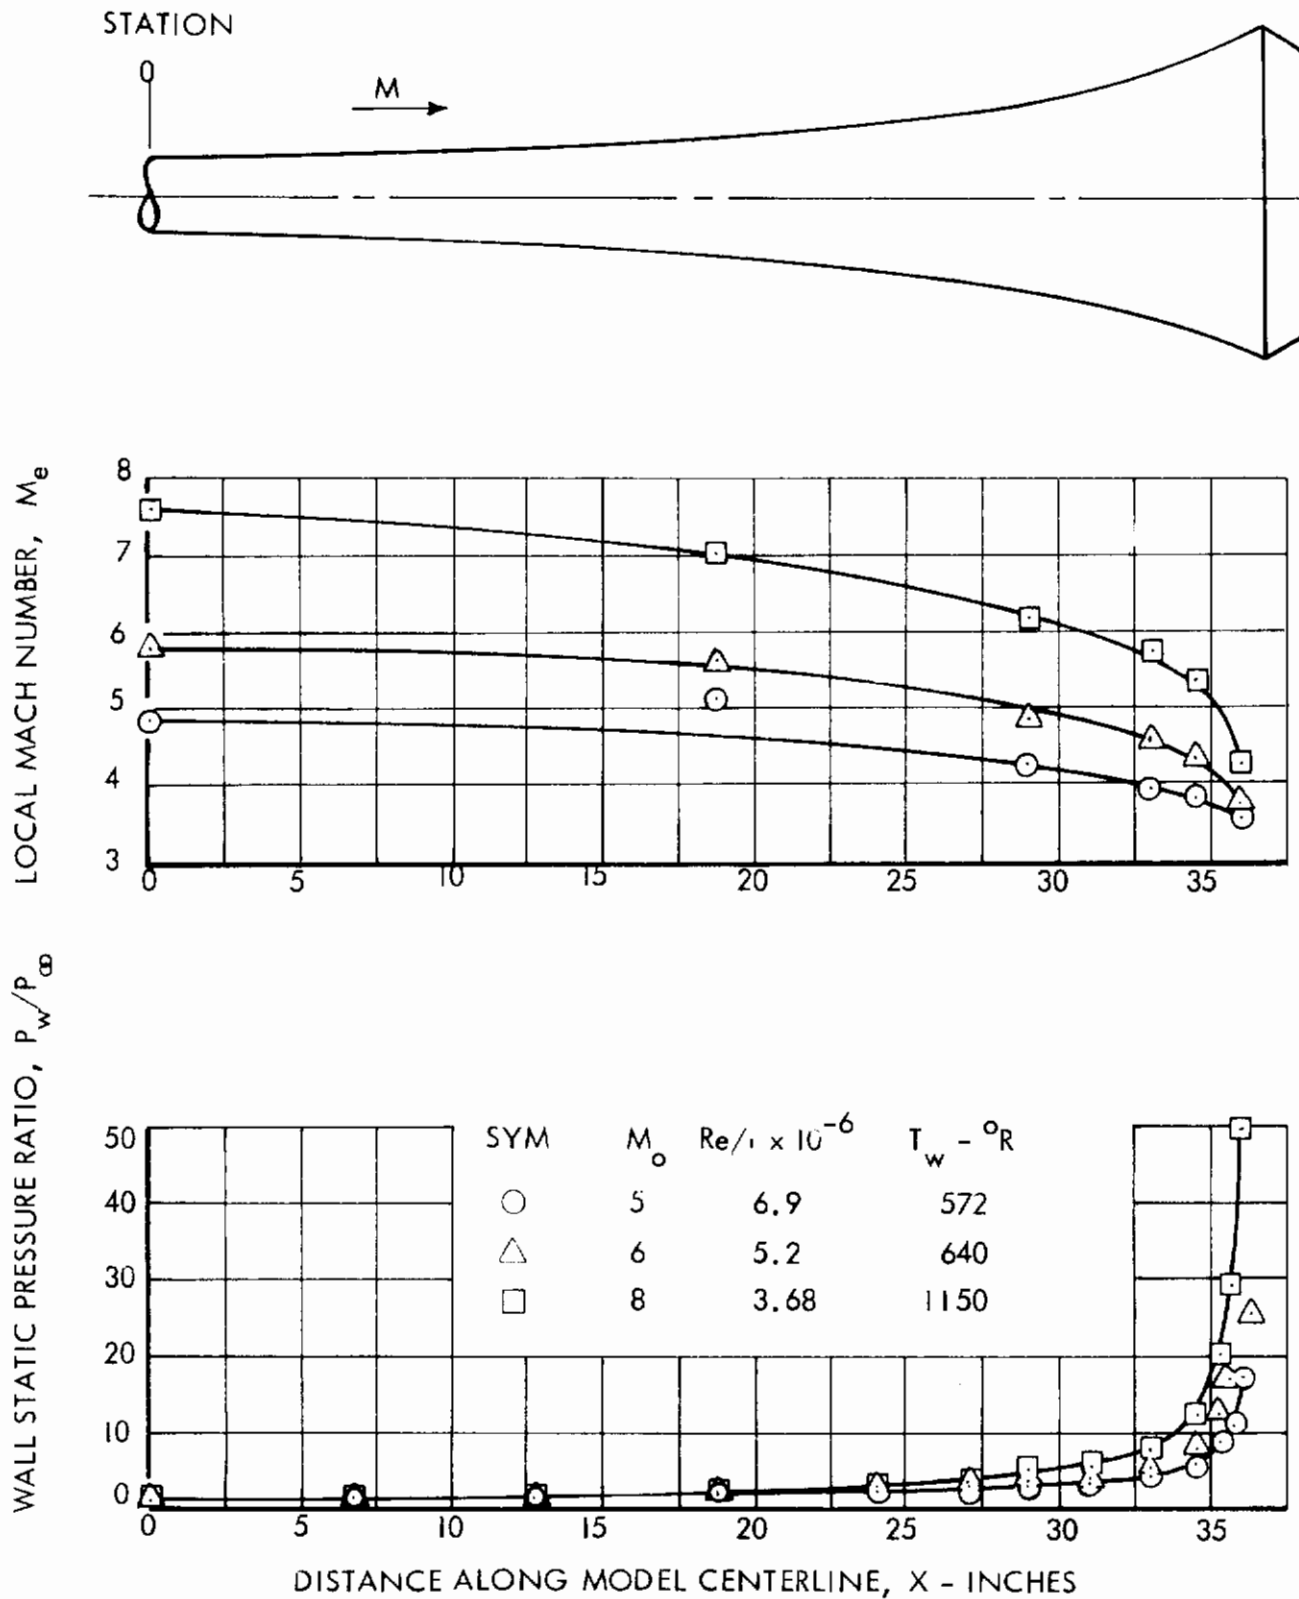 STATION
0
M
LOCAL MACH NUMBER, Me
8
7
6
5
4
3
0 5 10 15 20 25 30 35
WALL STATIC PRESSURE RATIO, Pw/P∞
50
40
30
20
10
0
SYM Mo Re/ x 10-6 Tw - °R
5 6.9 572
6 5.2 640
8 3.68 1150
0 5 10 15 20 25 30 35
DISTANCE ALONG MODEL CENTERLINE, X - INCHES